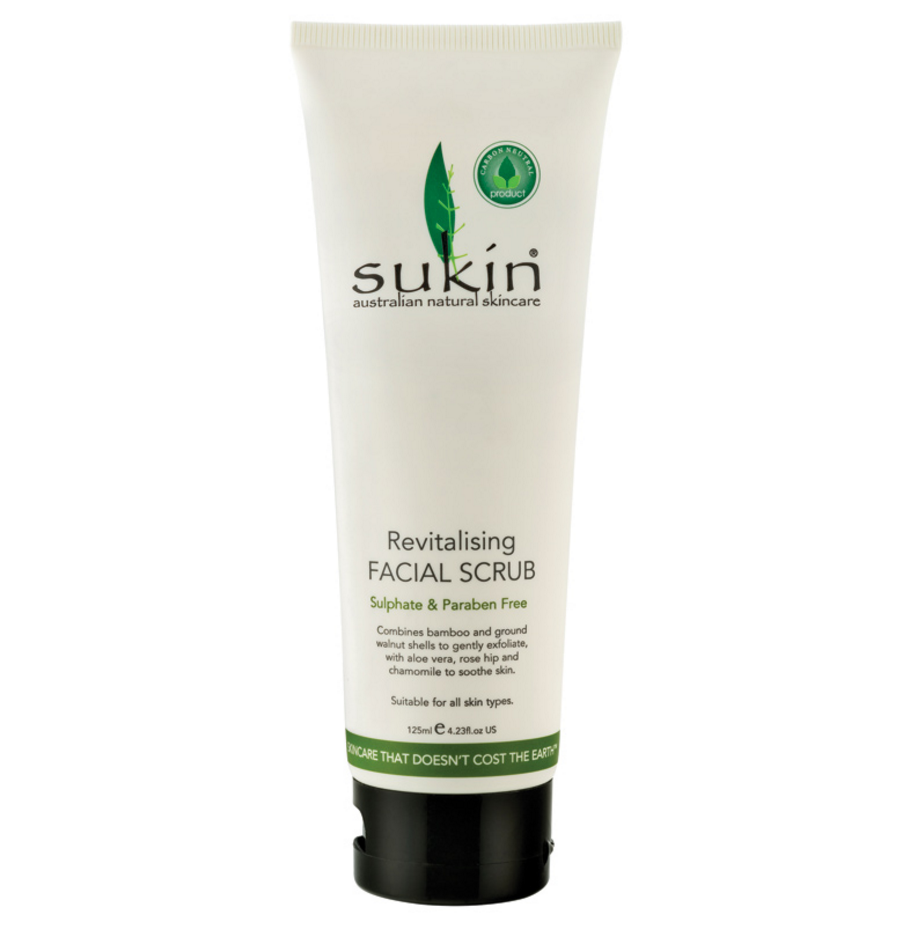 CARBON NEUTRAL
product
sukin®
australian natural skincare
Revitalising
FACIAL SCRUB
Sulphate & Paraben Free
Combines bamboo and ground
walnut shells to gently exfoliate,
with aloe vera, rose hip and
chamomile to soothe skin.
Suitable for all skin types.
125ml e 4.23fl.oz US
SKINCARE THAT DOESN'T COST THE EARTH™